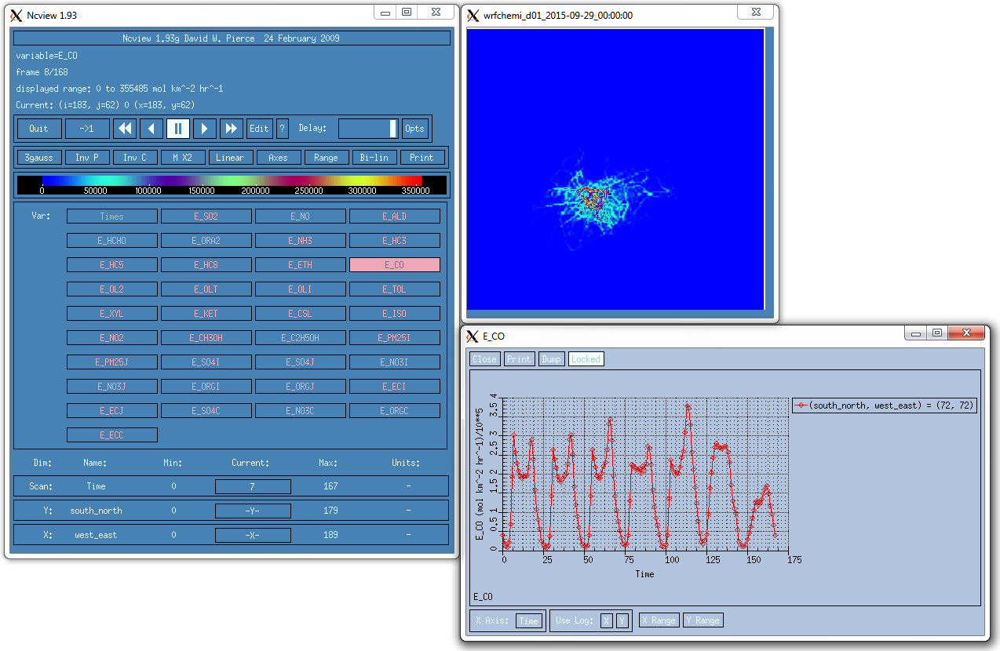 Ncview 1.93
Ncview 1.93g David W. Pierce  24 February 2009
variable=E_CO
frame 8/168
displayed range: 0 to 355485 mol km^-2 hr^-1
Current: (i=183, j=62) 0 (x=183, y=62)
Quit ->1 Edit ? Delay: Opts
3gauss Inv P Inv C M X2 Linear Axes Range Bi-lin Print
0 50000 100000 150000 200000 250000 300000 350000
Var: Times E_SO2 E_NO E_ALD
E_HCHO E_ORA2 E_NH3 E_HC3
E_HC5 E_HC8 E_ETH E_CO
E_OL2 E_OLT E_OLI E_TOL
E_XYL E_KET E_CSL E_ISO
E_NO2 E_CH3OH E_C2H5OH E_PM25I
E_PM25J E_SO4I E_SO4J E_NO3I
E_NO3J E_ORGI E_ORGJ E_ECI
E_ECJ E_SO4C E_NO3C E_ORGC
E_ECC
Dim: Name: Min: Current: Max: Units:
Scan: Time 0 7 167 -
Y: south_north 0 -Y- 179 -
X: west_east 0 -X- 189 -
wrfchemi_d01_2015-09-29_00:00:00
E_CO
Close Print Dump Locked
E_CO (mol km^-2 hr^-1)/10**5
0 0.5 1 1.5 2 2.5 3 3.5 4
(south_north, west_east) = (72, 72)
0 25 50 75 100 125 150 175
Time
E_CO
X Axis: Time Use Log: X Y X Range Y Range